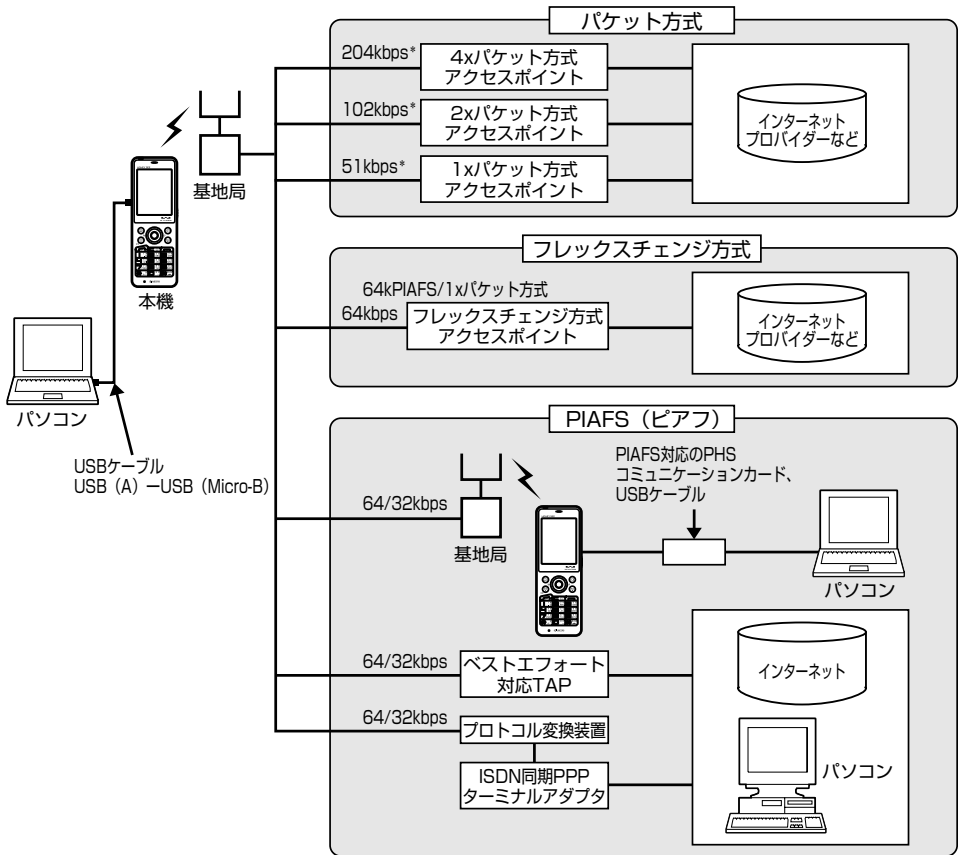 パケット方式
204kbps*
4xパケット方式
アクセスポイント
102kbps*
2xパケット方式
アクセスポイント
51kbps*
1xパケット方式
アクセスポイント
インターネット
プロバイダーなど
基地局
本機
パソコン
USBケーブル
USB（A）ーUSB（Micro-B）
フレックスチェンジ方式
64kPIAFS/1xパケット方式
64kbps
フレックスチェンジ方式
アクセスポイント
インターネット
プロバイダーなど
PIAFS（ピアフ）
PIAFS対応のPHS
コミュニケーションカード、
USBケーブル
64/32kbps
基地局
パソコン
64/32kbps
ベストエフォート
対応TAP
インターネット
64/32kbps
プロトコル変換装置
ISDN同期PPP
ターミナルアダプタ
パソコン